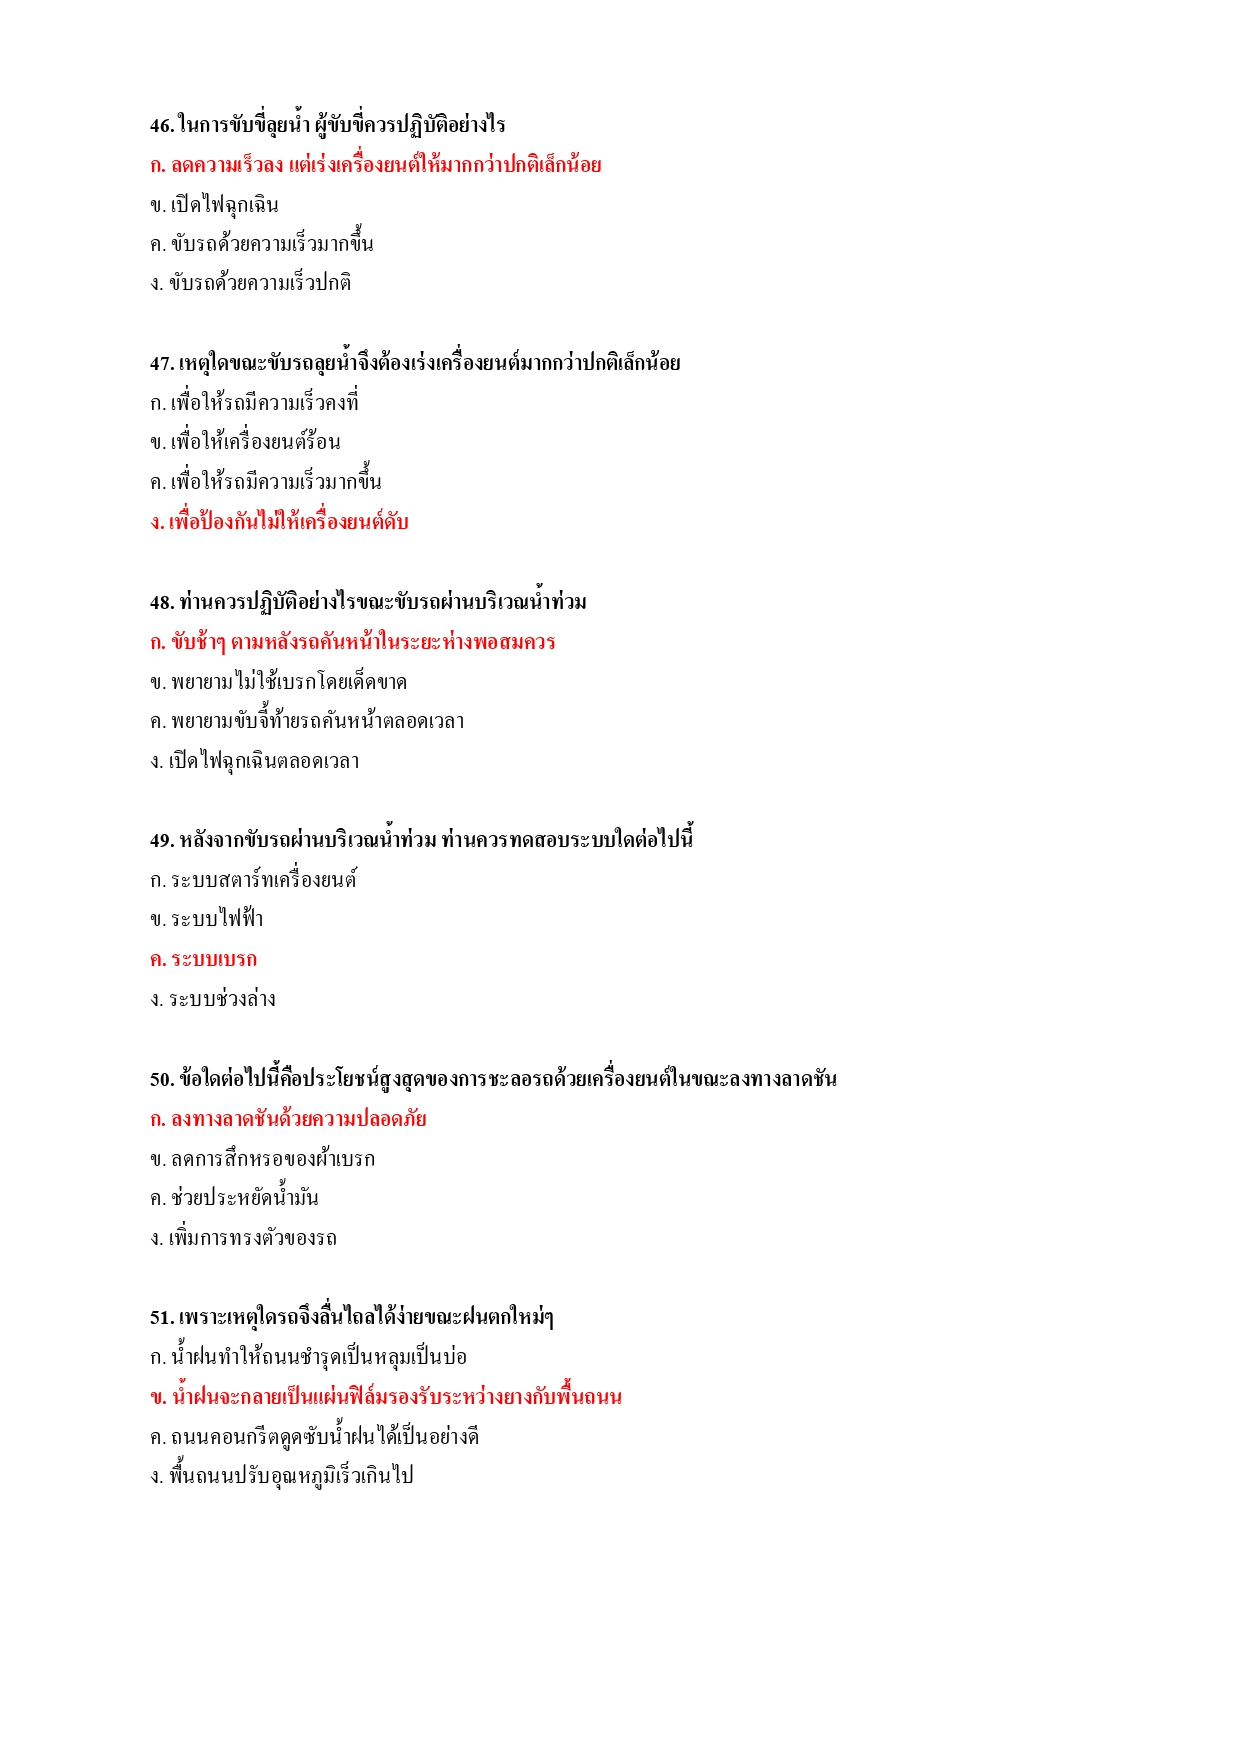 46. ในการขับขี่ลุยน้ำ ผู้ขับขี่ควรปฏิบัติอย่างไร
ก. ลดความเร็วลง แต่เร่งเครื่องยนต์ให้มากกว่าปกติเล็กน้อย
ข. เปิดไฟฉุกเฉิน
ค. ขับรถด้วยความเร็วมากขึ้น
ง. ขับรถด้วยความเร็วปกติ
47. เหตุใดขณะขับรถลุยน้ำจึงต้องเร่งเครื่องยนต์มากกว่าปกติเล็กน้อย
ก. เพื่อให้รถมีความเร็วคงที่
ข. เพื่อให้เครื่องยนต์ร้อน
ค. เพื่อให้รถมีความเร็วมากขึ้น
ง. เพื่อป้องกันไม่ให้เครื่องยนต์ดับ
48. ท่านควรปฏิบัติอย่างไรขณะขับรถผ่านบริเวณน้ำท่วม
ก. ขับช้าๆ ตามหลังรถคันหน้าในระยะห่างพอสมควร
ข. พยายามไม่ใช้เบรกโดยเด็ดขาด
ค. พยายามขับจี้ท้ายรถคันหน้าตลอดเวลา
ง. เปิดไฟฉุกเฉินตลอดเวลา
49. หลังจากขับรถผ่านบริเวณน้ำท่วม ท่านควรทดสอบระบบใดต่อไปนี้
ก. ระบบสตาร์ทเครื่องยนต์
ข. ระบบไฟฟ้า
ค. ระบบเบรก
ง. ระบบช่วงล่าง
50. ข้อใดต่อไปนี้คือประโยชน์สูงสุดของการชะลอรถด้วยเครื่องยนต์ในขณะลงทางลาดชัน
ก. ลงทางลาดชันด้วยความปลอดภัย
ข. ลดการสึกหรอของผ้าเบรก
ค. ช่วยประหยัดน้ำมัน
ง. เพิ่มการทรงตัวของรถ
51. เพราะเหตุใดรถจึงลื่นไถลได้ง่ายขณะฝนตกใหม่ๆ
ก. น้ำฝนทำให้ถนนชำรุดเป็นหลุมเป็นบ่อ
ข. น้ำฝนจะกลายเป็นแผ่นฟิล์มรองรับระหว่างยางกับพื้นถนน
ค. ถนนคอนกรีตดูดซับน้ำฝนได้เป็นอย่างดี
ง. พื้นถนนปรับอุณหภูมิเร็วเกินไป